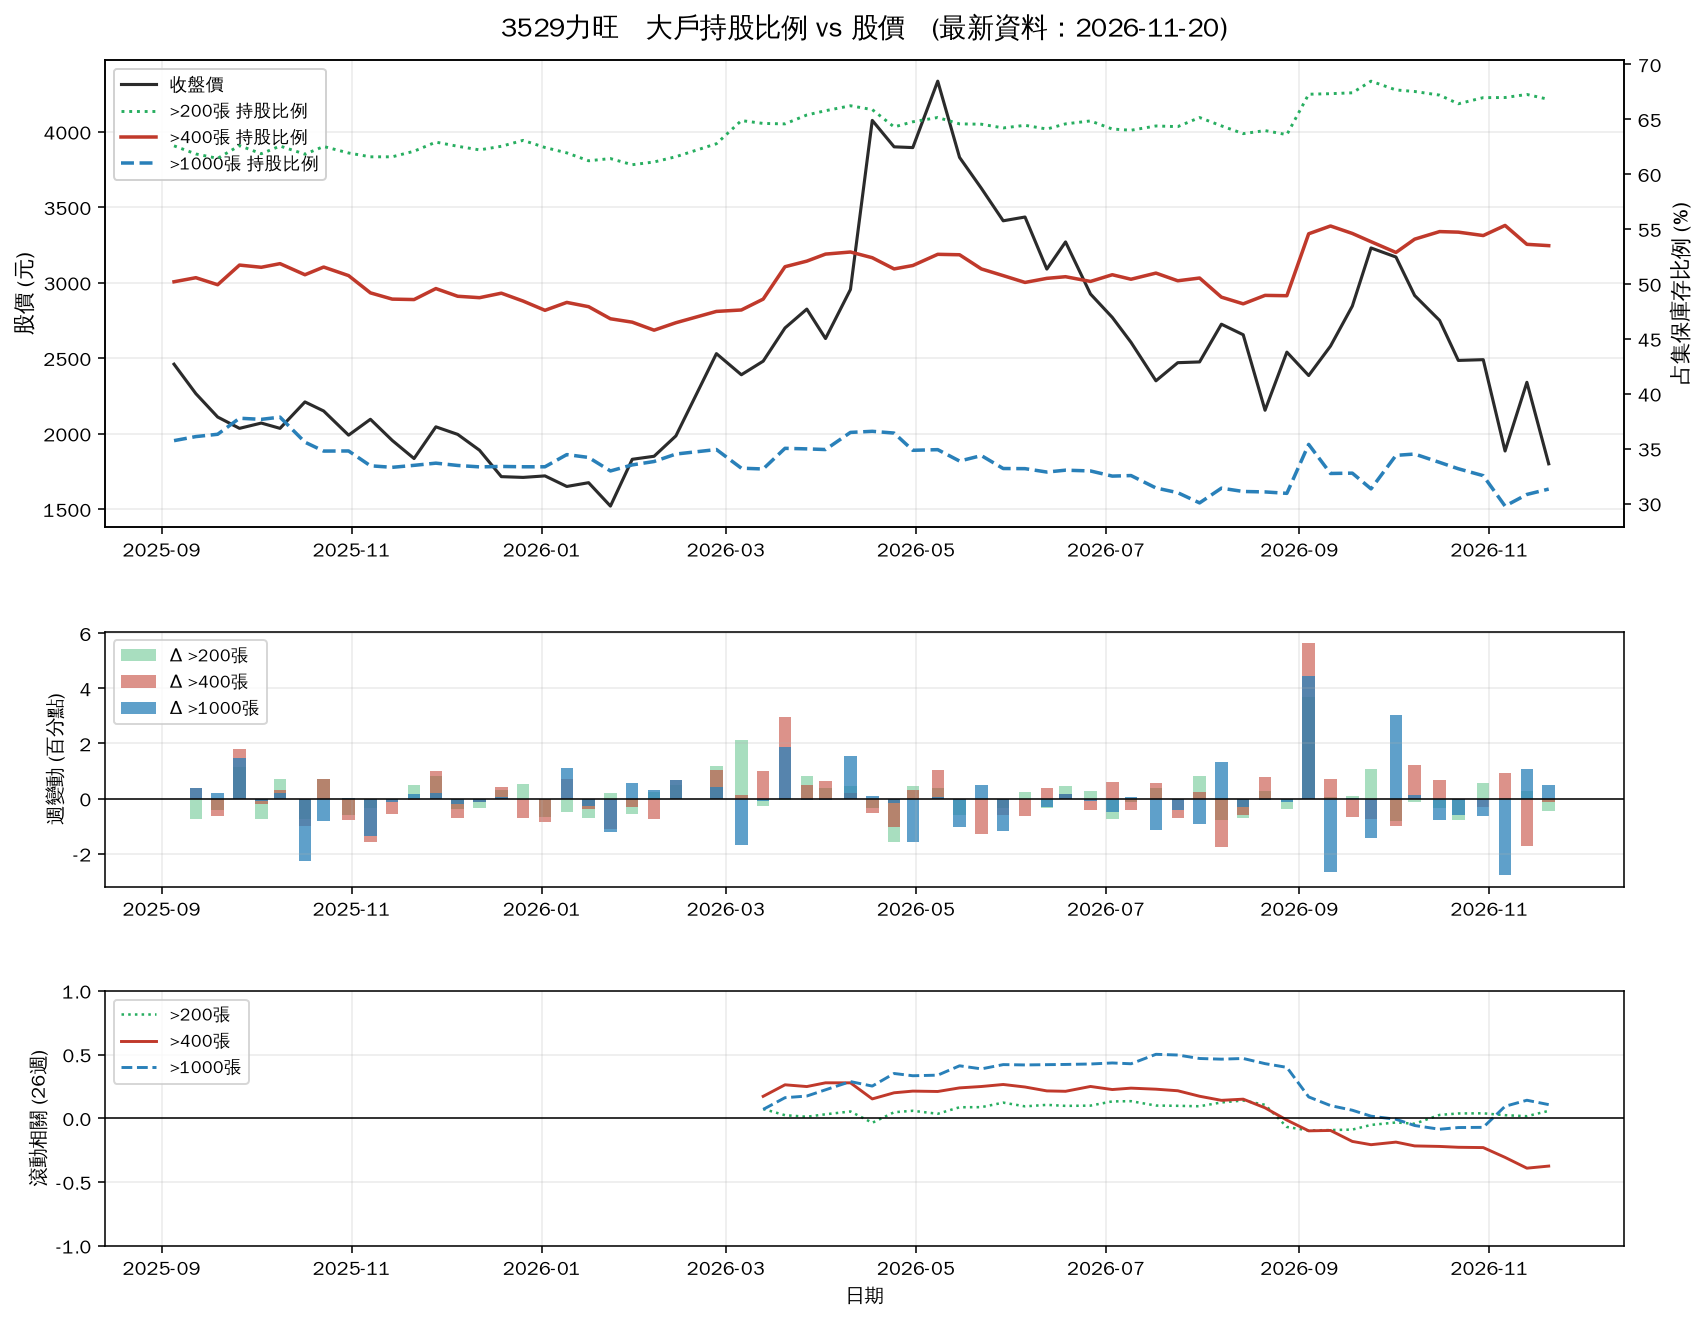 3529力旺　大戶持股比例 vs 股價　(最新資料：2026-11-20)
收盤價
>200張 持股比例
>400張 持股比例
>1000張 持股比例
股價 (元)
4000
3500
3000
2500
2000
1500
占集保庫存比例 (%)
70
65
60
55
50
45
40
35
30
2025-09 2025-11 2026-01 2026-03 2026-05 2026-07 2026-09 2026-11
Δ >200張
Δ >400張
Δ >1000張
週變動 (百分點)
6
4
2
0
-2
2025-09 2025-11 2026-01 2026-03 2026-05 2026-07 2026-09 2026-11
>200張
>400張
>1000張
滾動相關 (26週)
1.0
0.5
0.0
-0.5
-1.0
2025-09 2025-11 2026-01 2026-03 2026-05 2026-07 2026-09 2026-11
日期